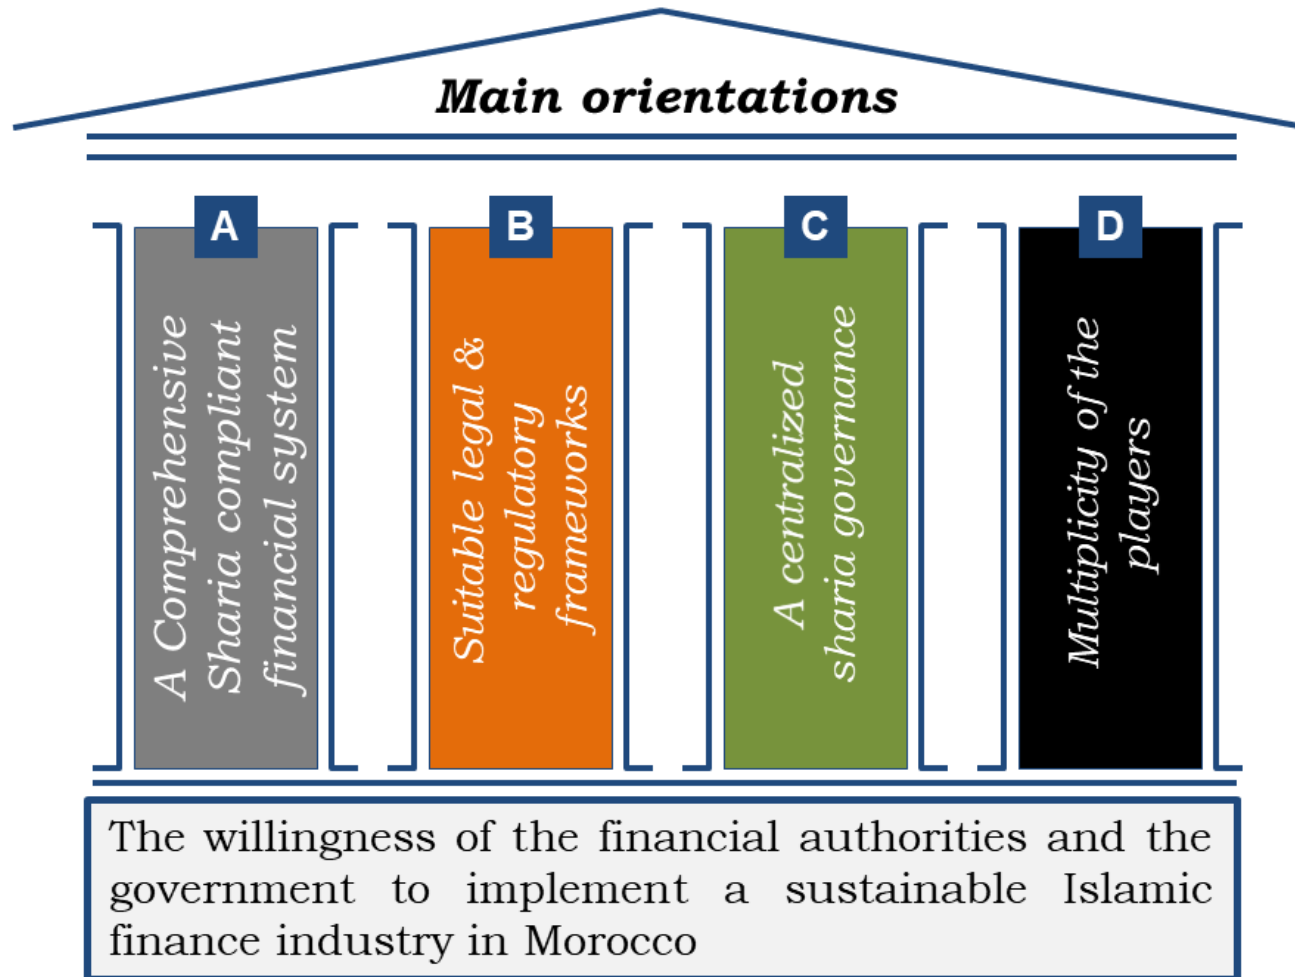 Main orientations
A
A Comprehensive
Sharia compliant
financial system
B
Suitable legal &
regulatory
frameworks
C
A centralized
sharia governance
D
Multiplicity of the
players
The willingness of the financial authorities and the
government to implement a sustainable Islamic
finance industry in Morocco